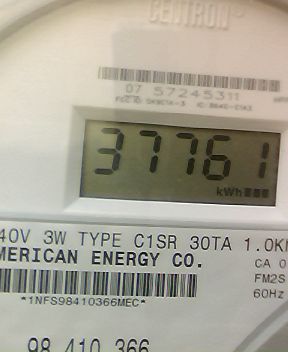 CENTRON®
07 57245311
37761
kWh
40V 3W TYPE C1SR 30TA 1.0K
MERICAN ENERGY CO.
CA 0
FM2S
60Hz
*1NFS98410366MEC*
98 410 366